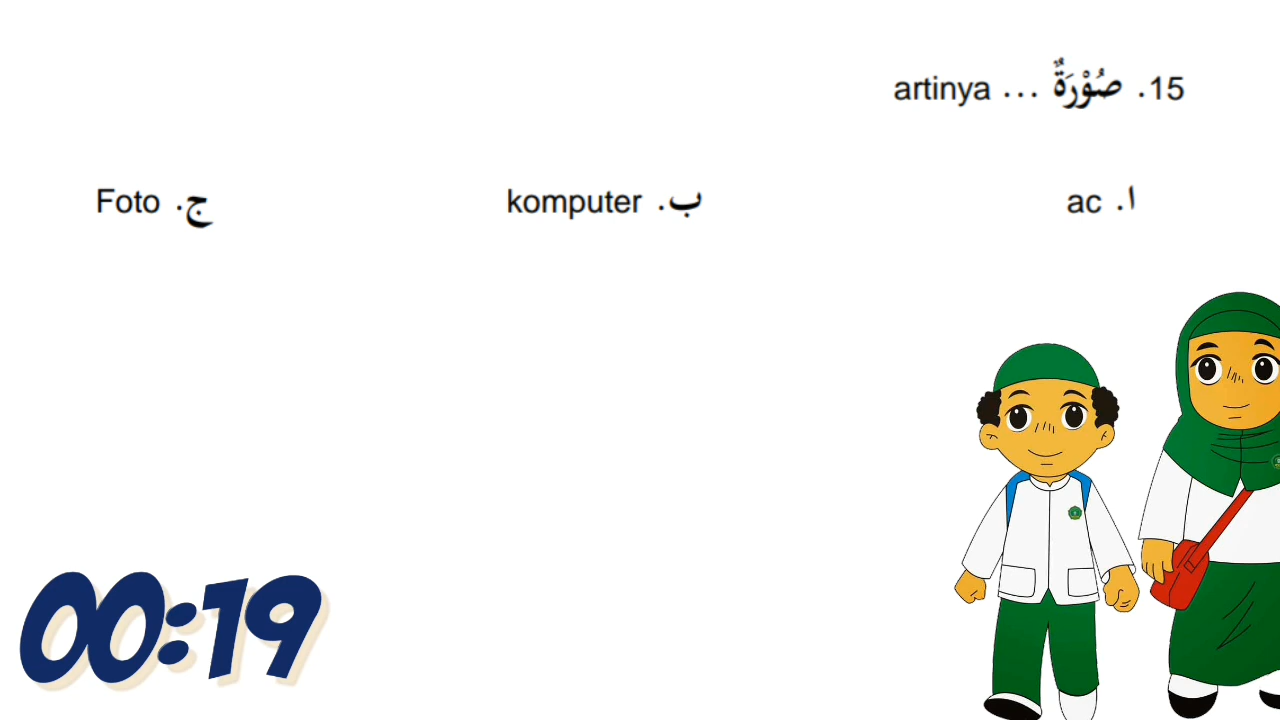 15. صُوْرَةٌ ... artinya
ا. ac ب. komputer ج. Foto
00:19